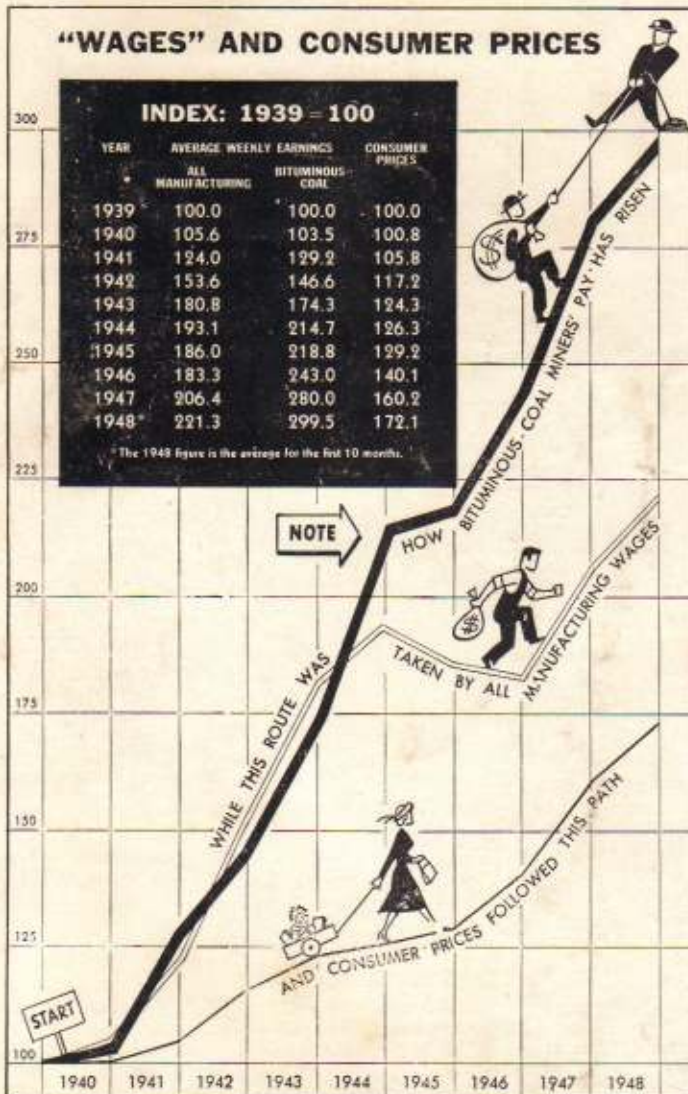 "WAGES" AND CONSUMER PRICES
INDEX: 1939 = 100
YEAR AVERAGE WEEKLY EARNINGS CONSUMER PRICES
ALL MANUFACTURING BITUMINOUS COAL
1939 100.0 100.0 100.0
1940 105.6 103.5 100.8
1941 124.0 129.2 105.8
1942 153.6 146.6 117.2
1943 180.8 174.3 124.3
1944 193.1 214.7 126.3
1945 186.0 218.8 129.2
1946 183.3 243.0 140.1
1947 206.4 280.0 160.2
1948* 221.3 299.5 172.1
*The 1948 figure is the average for the first 10 months.
300
275
250
225
200
175
150
125
100
NOTE
HOW BITUMINOUS COAL MINERS' PAY HAS RISEN
WHILE THIS ROUTE WAS
TAKEN BY ALL MANUFACTURING WAGES
AND CONSUMER PRICES FOLLOWED THIS PATH
START
$
$
1940 1941 1942 1943 1944 1945 1946 1947 1948